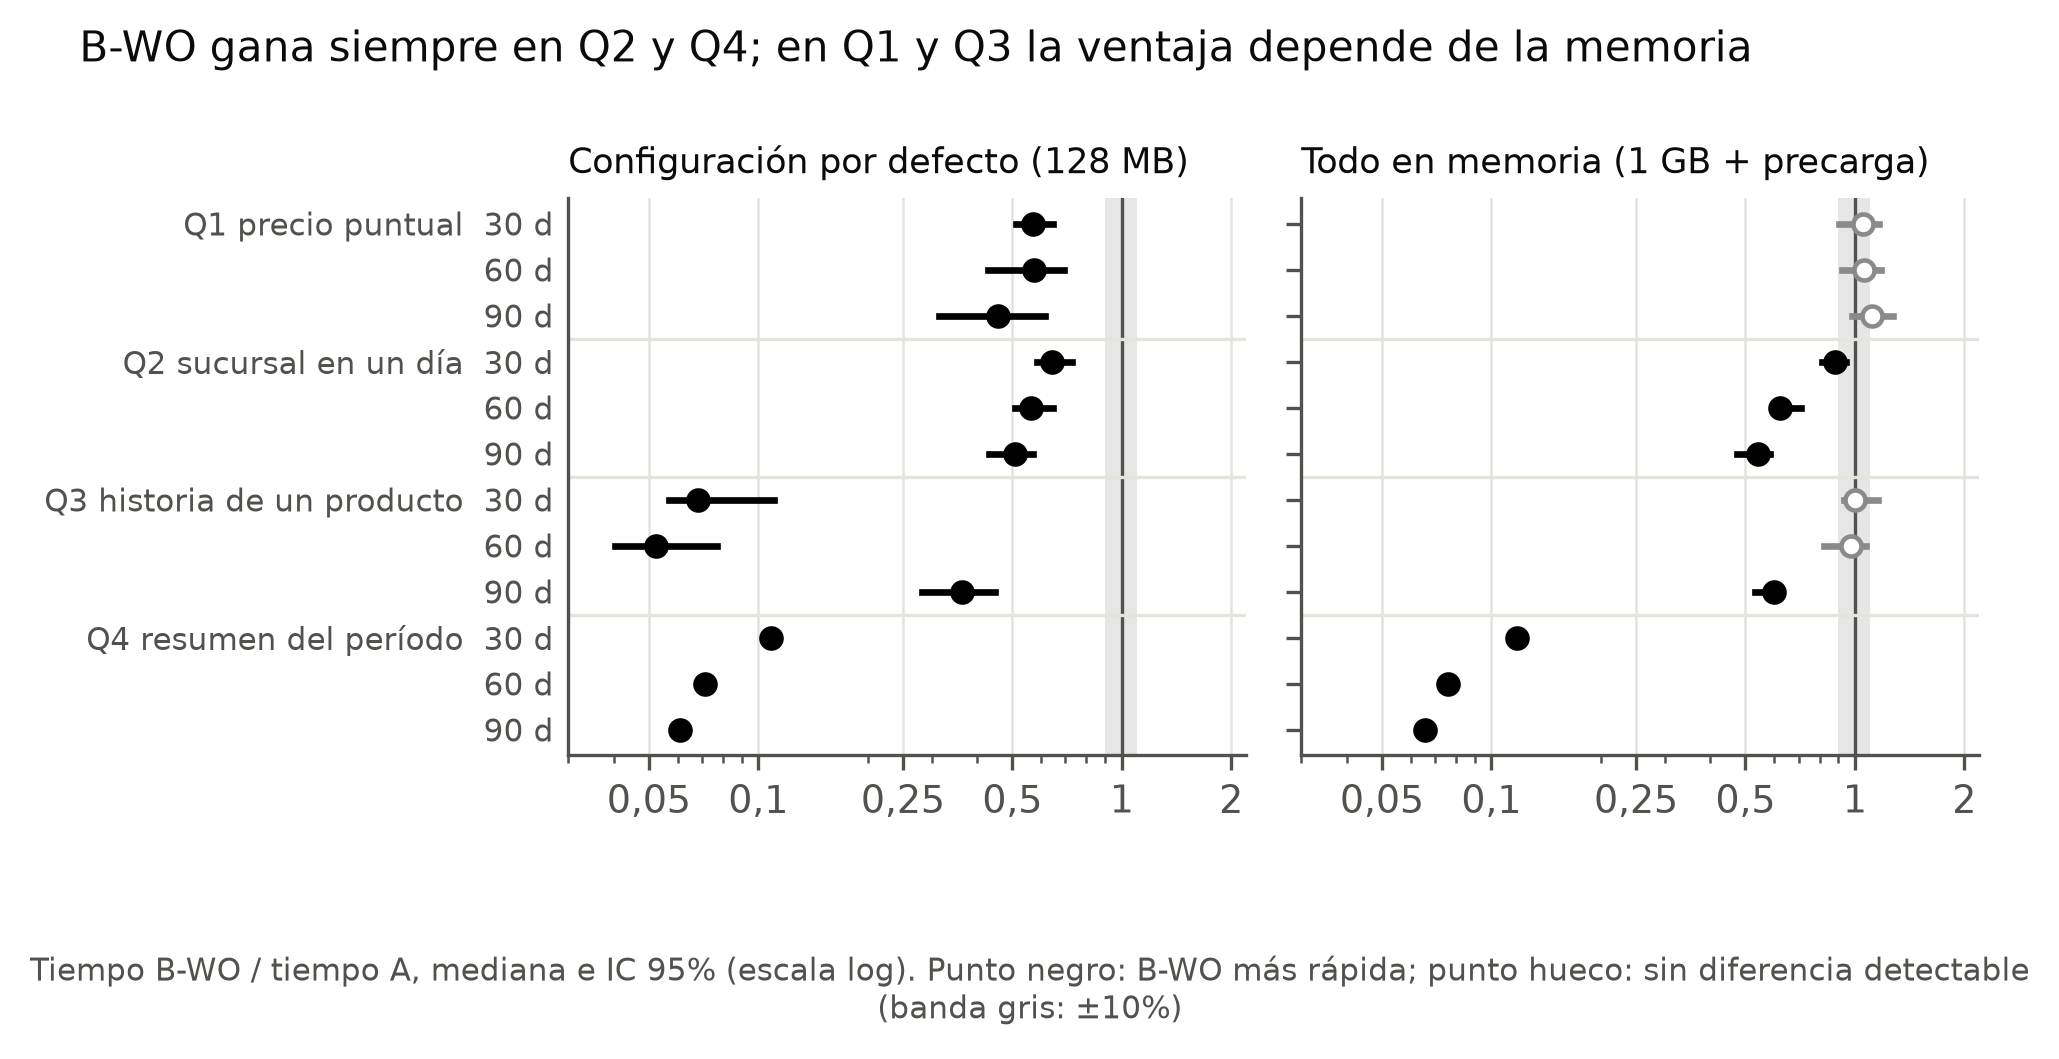 B-WO gana siempre en Q2 y Q4; en Q1 y Q3 la ventaja depende de la memoria
Configuración por defecto (128 MB)
Todo en memoria (1 GB + precarga)
Q1 precio puntual 30 d
60 d
90 d
Q2 sucursal en un día 30 d
60 d
90 d
Q3 historia de un producto 30 d
60 d
90 d
Q4 resumen del período 30 d
60 d
90 d
0,05 0,1 0,25 0,5 1 2
0,05 0,1 0,25 0,5 1 2
Tiempo B-WO / tiempo A, mediana e IC 95% (escala log). Punto negro: B-WO más rápida; punto hueco: sin diferencia detectable
(banda gris: ±10%)